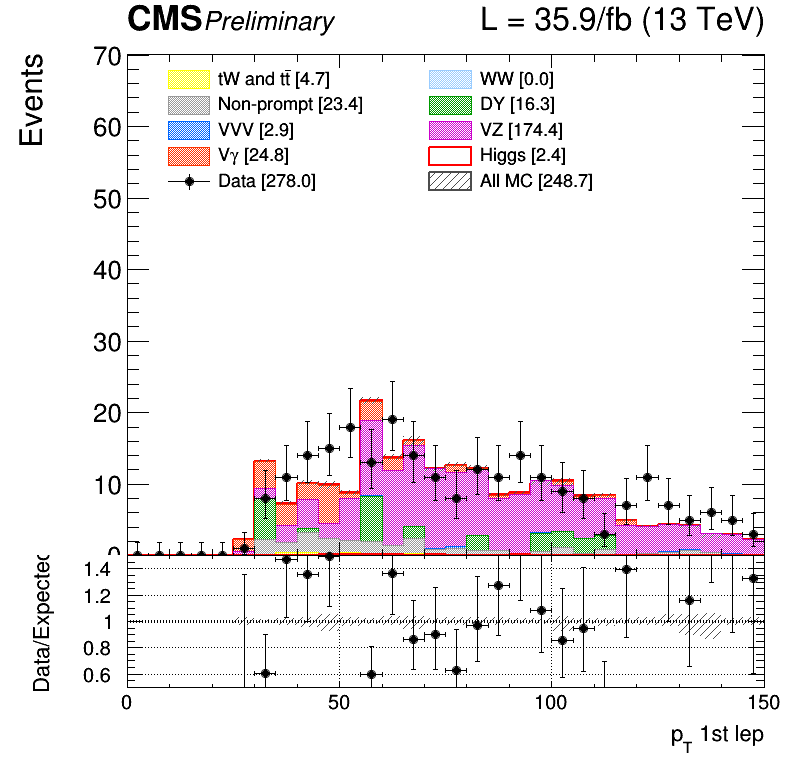 CMS Preliminary L = 35.9/fb (13 TeV)
Events
70
60
50
40
30
20
10
0
tW and tt̄ [4.7]
Non-prompt [23.4]
VVV [2.9]
Vγ [24.8]
Data [278.0]
WW [0.0]
DY [16.3]
VZ [174.4]
Higgs [2.4]
All MC [248.7]
Data/Expected
1.4
1.2
1
0.8
0.6
0 50 100 150
p_T 1st lep